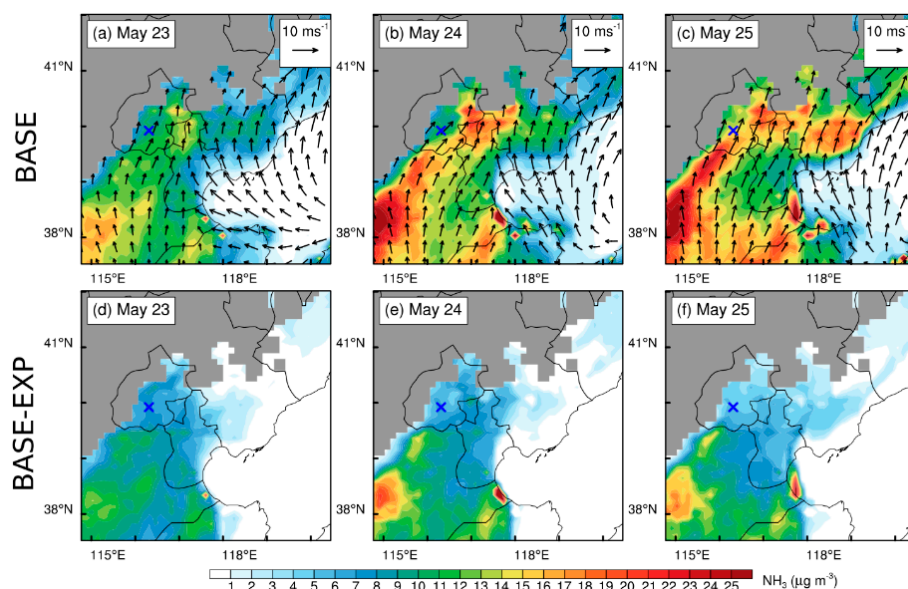 (a) May 23
10 ms-1
(b) May 24
10 ms-1
(c) May 25
10 ms-1
BASE
41°N
38°N
41°N
38°N
41°N
38°N
115°E
118°E
115°E
118°E
115°E
118°E
(d) May 23
(e) May 24
(f) May 25
BASE-EXP
41°N
38°N
41°N
38°N
41°N
38°N
115°E
118°E
115°E
118°E
115°E
118°E
1 2 4 5 6 7 8 9 10 11 12 13 14 15 16 17 18 19 20 21 22 23 24 25
NH3 (µg m-3)